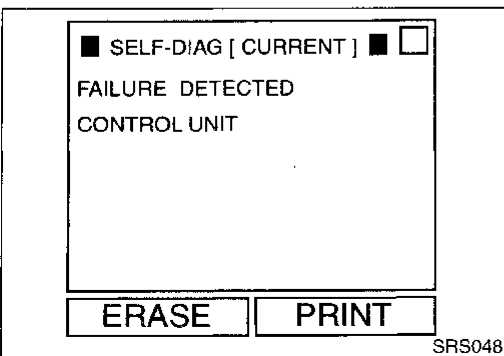 ■ SELF-DIAG [ CURRENT ] ■ □
FAILURE DETECTED
CONTROL UNIT
ERASE PRINT
SRS048